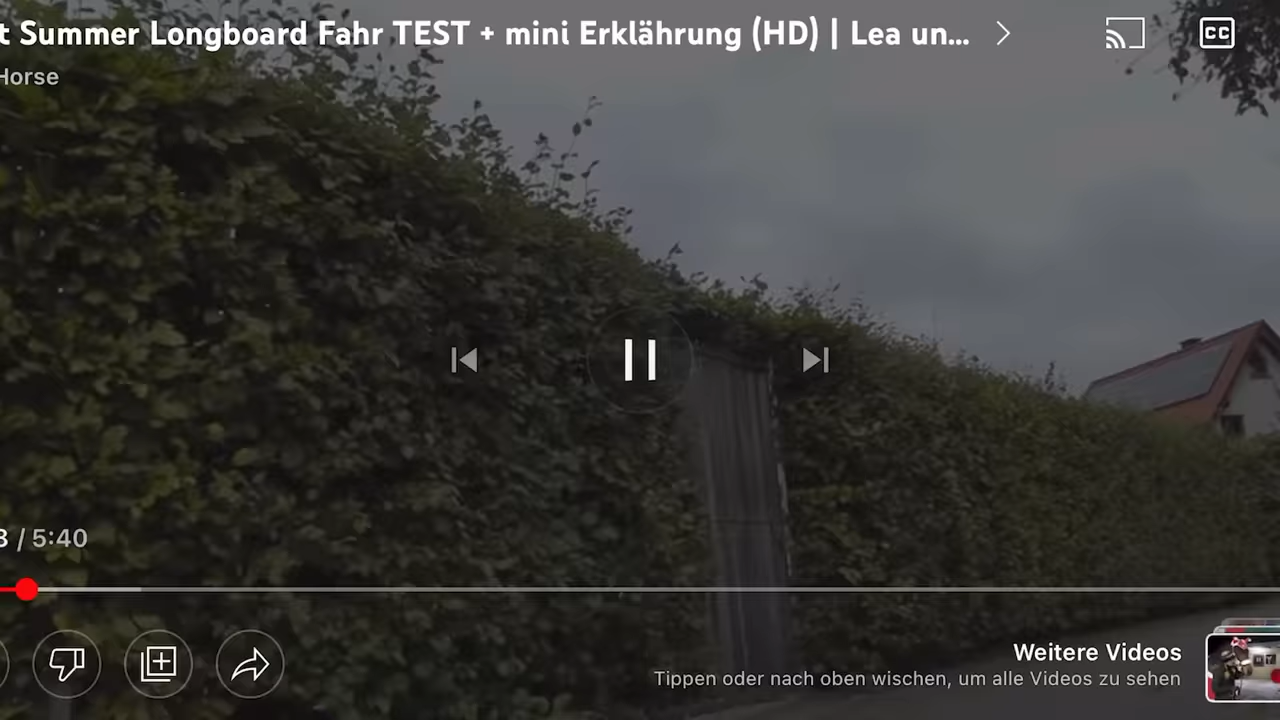 t Summer Longboard Fahr TEST + mini Erklährung (HD) | Lea un...
CC
Horse
3 / 5:40
Weitere Videos
Tippen oder nach oben wischen, um alle Videos zu sehen